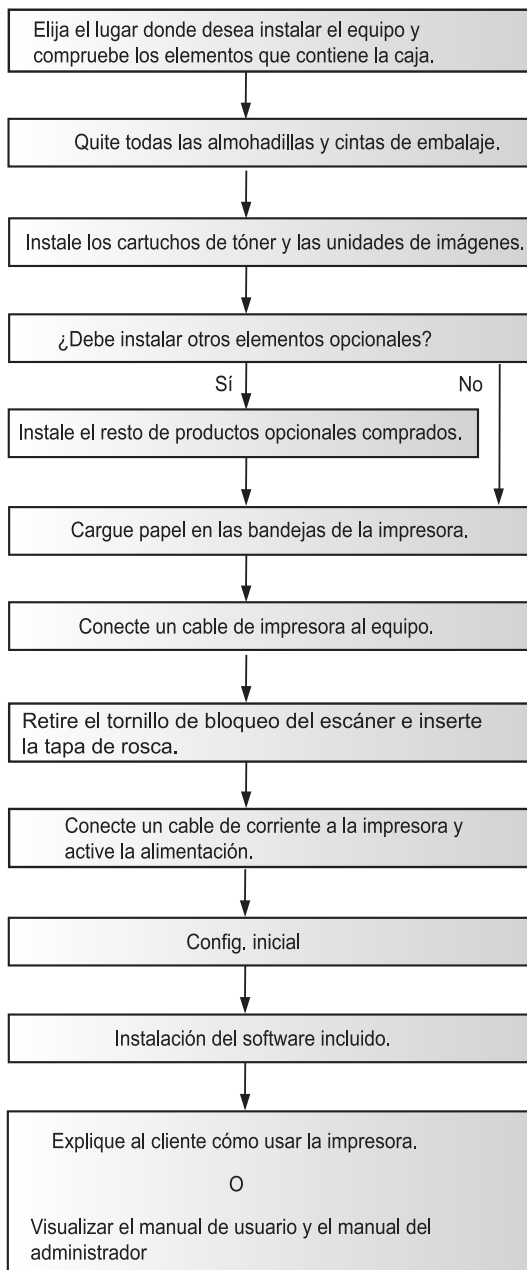 Elija el lugar donde desea instalar el equipo y
compruebe los elementos que contiene la caja.
Quite todas las almohadillas y cintas de embalaje.
Instale los cartuchos de tóner y las unidades de imágenes.
¿Debe instalar otros elementos opcionales?
Sí
No
Instale el resto de productos opcionales comprados.
Cargue papel en las bandejas de la impresora.
Conecte un cable de impresora al equipo.
Retire el tornillo de bloqueo del escáner e inserte
la tapa de rosca.
Conecte un cable de corriente a la impresora y
active la alimentación.
Config. inicial
Instalación del software incluido.
Explique al cliente cómo usar la impresora.
O
Visualizar el manual de usuario y el manual del
administrador